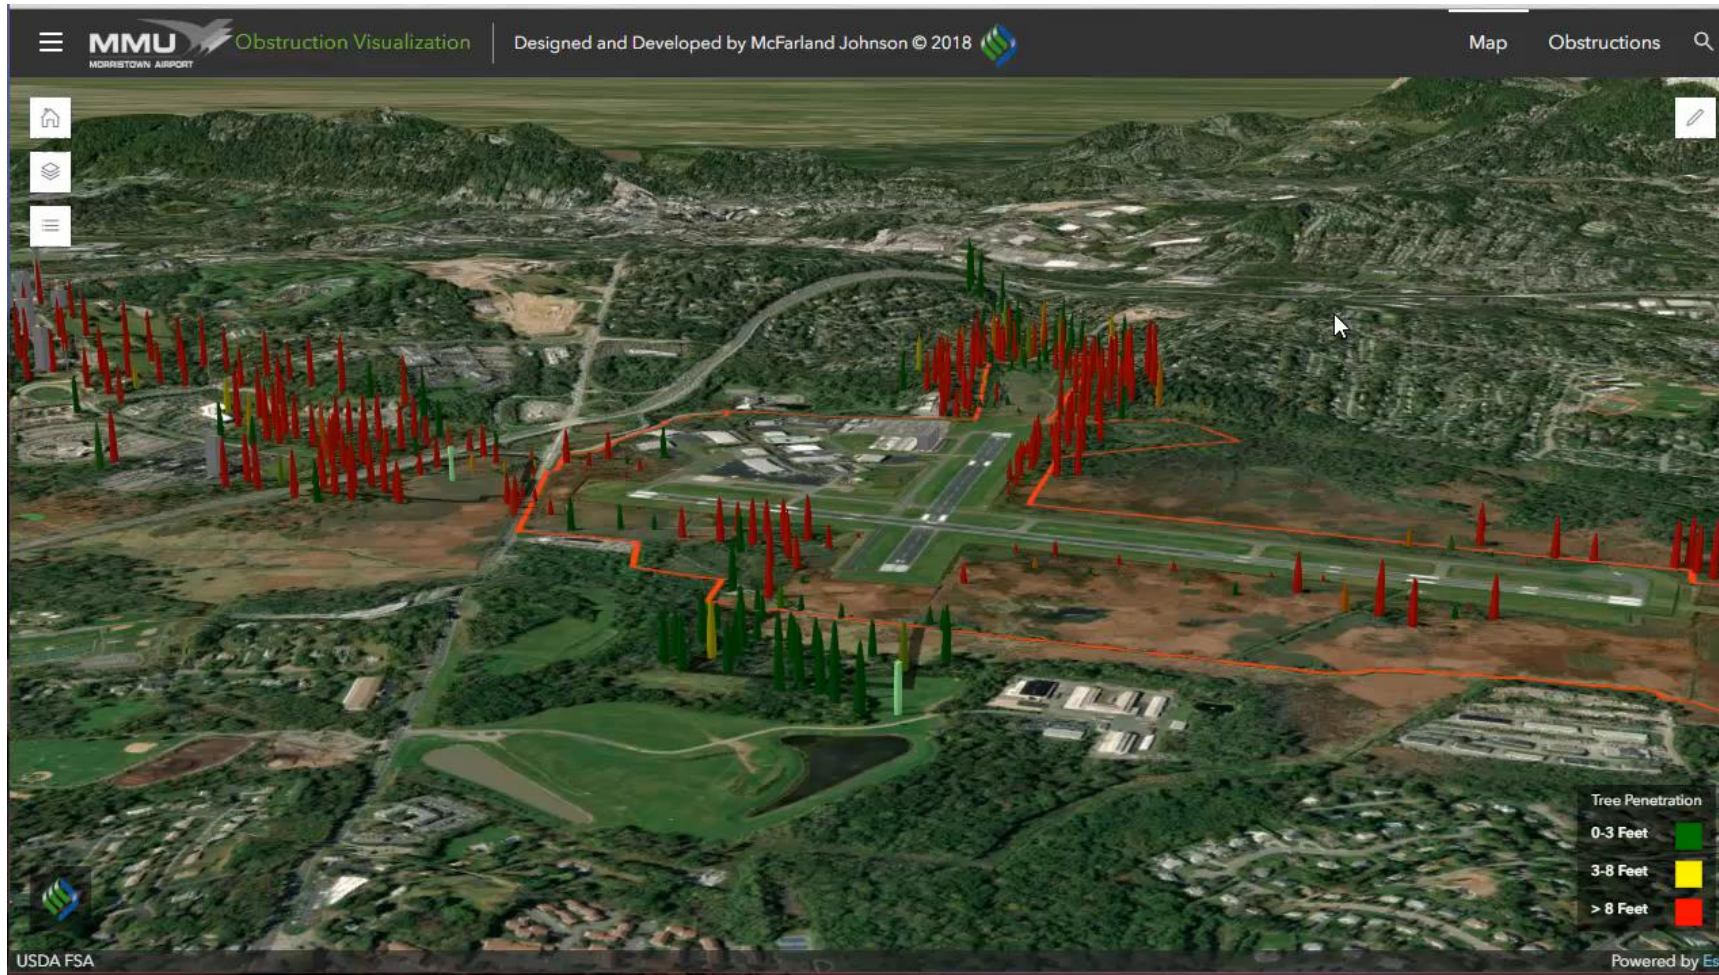 MMU
MORRISTOWN AIRPORT
Obstruction Visualization
Designed and Developed by McFarland Johnson © 2018
Map
Obstructions
Tree Penetration
0-3 Feet
3-8 Feet
> 8 Feet
USDA FSA
Powered by Es